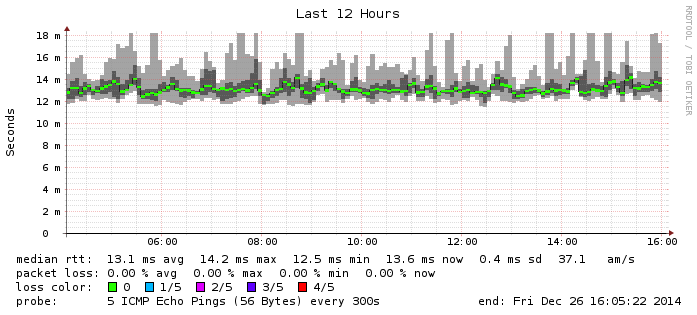 Last 12 Hours
RRDTOOL / TOBI OETIKER
Seconds
18 m
16 m
14 m
12 m
10 m
8 m
6 m
4 m
2 m
0
06:00 08:00 10:00 12:00 14:00 16:00
median rtt: 13.1 ms avg 14.2 ms max 12.5 ms min 13.6 ms now 0.4 ms sd 37.1 am/s
packet loss: 0.00 % avg 0.00 % max 0.00 % min 0.00 % now
loss color: 0 1/5 2/5 3/5 4/5
probe: 5 ICMP Echo Pings (56 Bytes) every 300s end: Fri Dec 26 16:05:22 2014